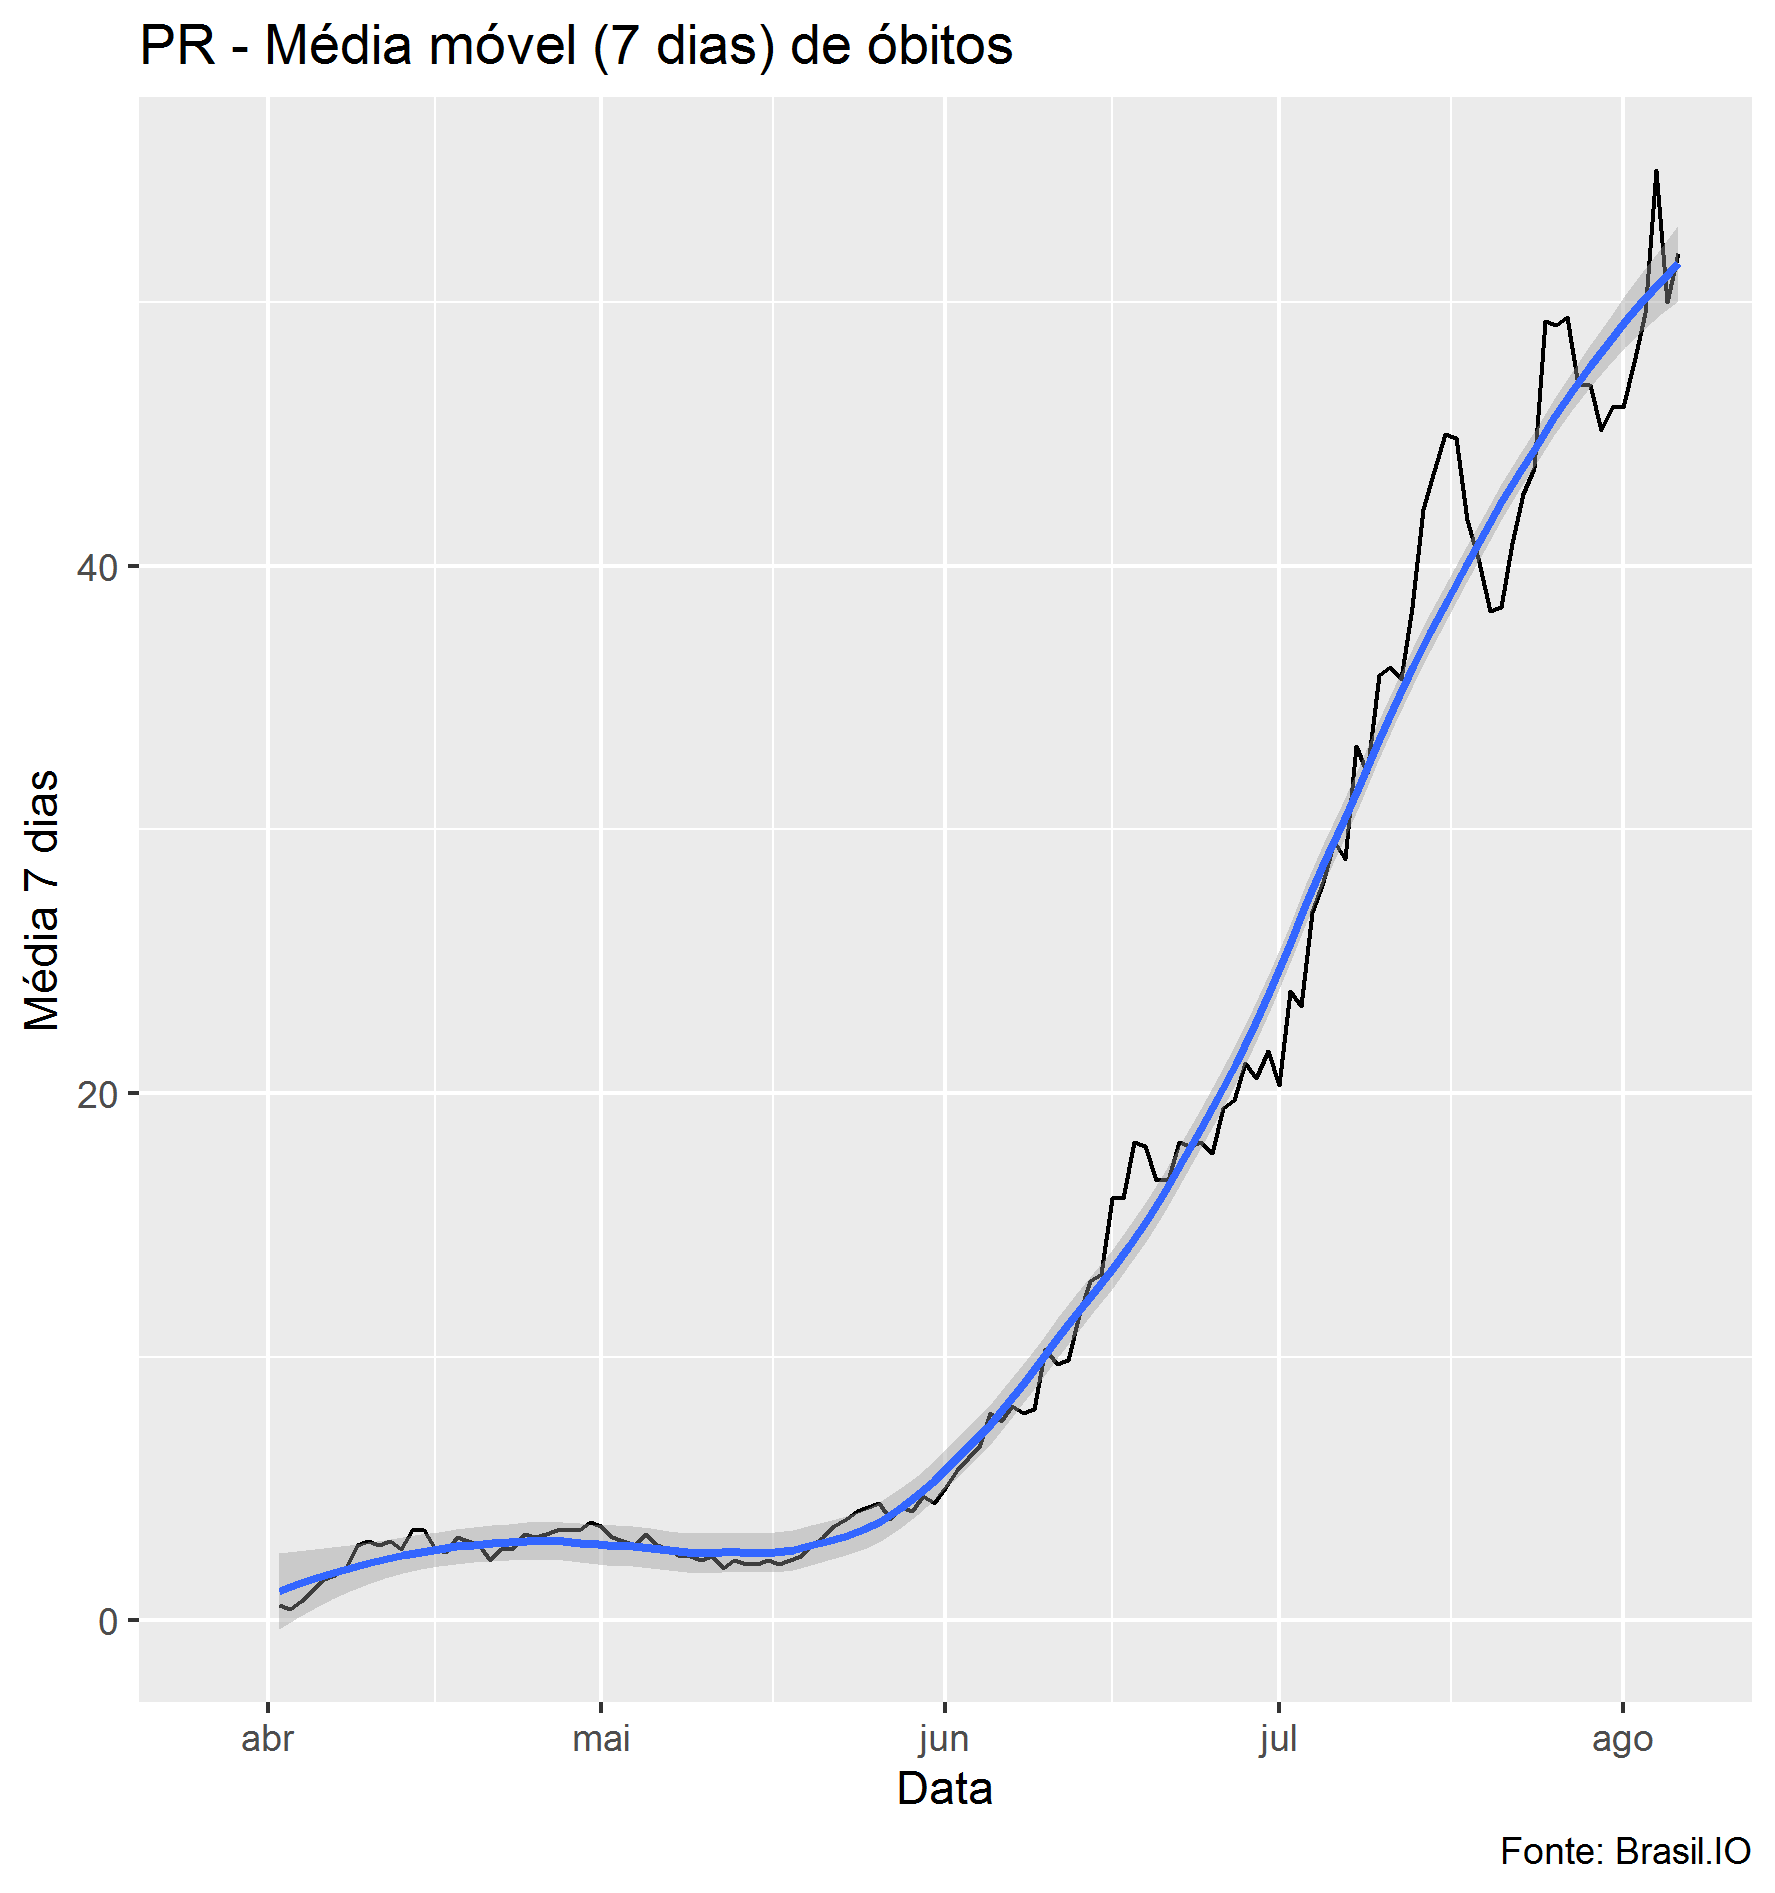 PR - Média móvel (7 dias) de óbitos
Média 7 dias
40
20
0
abr mai jun jul ago
Data
Fonte: Brasil.IO